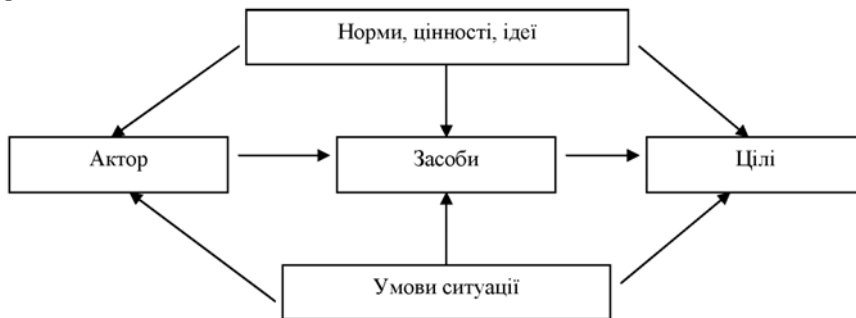 Норми, цінності, ідеї
Актор
Засоби
Цілі
Умови ситуації